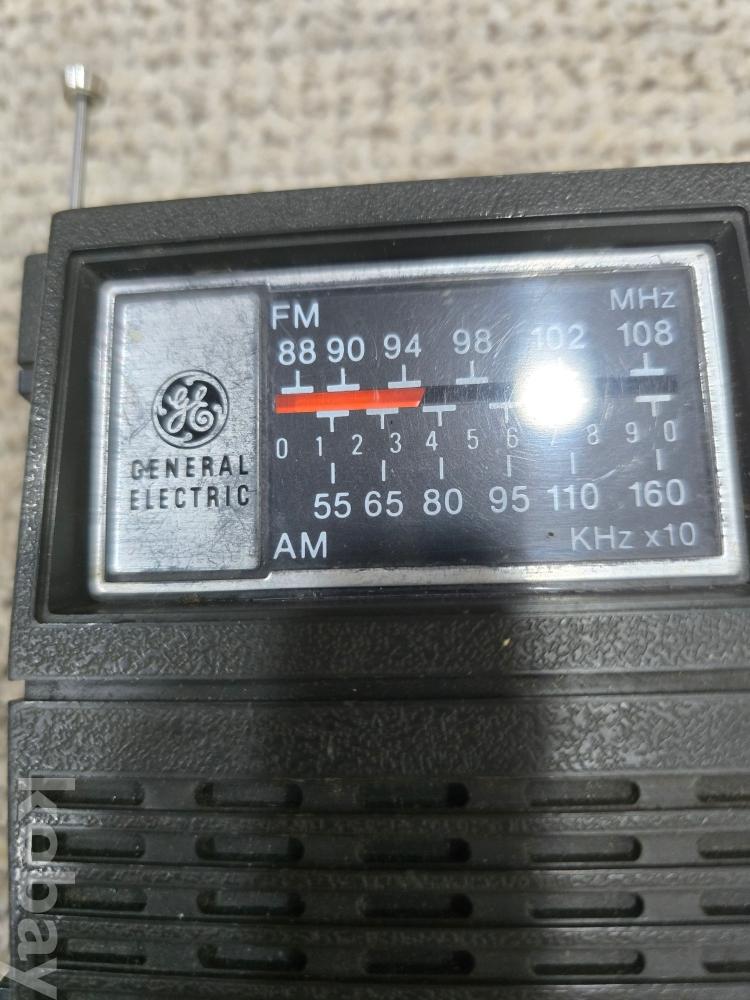 FM MHz
88 90 94 98 102 108
0 1 2 3 4 5 6 7 8 9 0
55 65 80 95 110 160
AM KHz x10
GE
GENERAL
ELECTRIC
kobay